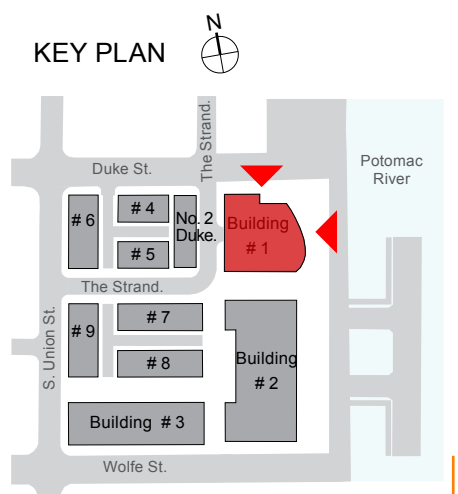 N
KEY PLAN
The Strand.
Duke St.
Potomac
River
# 6
# 4
No. 2
Duke.
# 5
Building
# 1
The Strand.
S. Union St.
# 9
# 7
# 8
Building
# 2
Building # 3
Wolfe St.